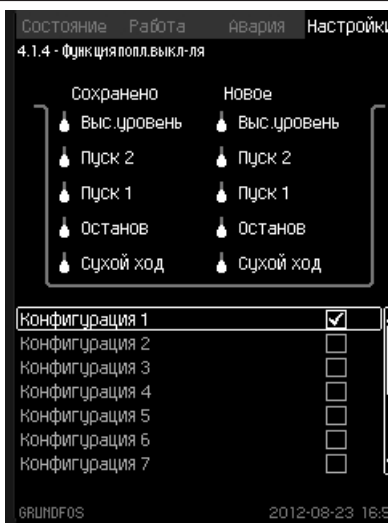 Состояние Работа Авария Настройки
4.1.4 - Функция попл.выкл-ля
Сохранено Новое
Выс.уровень Выс.уровень
Пуск 2 Пуск 2
Пуск 1 Пуск 1
Останов Останов
Сухой ход Сухой ход
Конфигурация 1
Конфигурация 2
Конфигурация 3
Конфигурация 4
Конфигурация 5
Конфигурация 6
Конфигурация 7
GRUNDFOS 2012-08-23